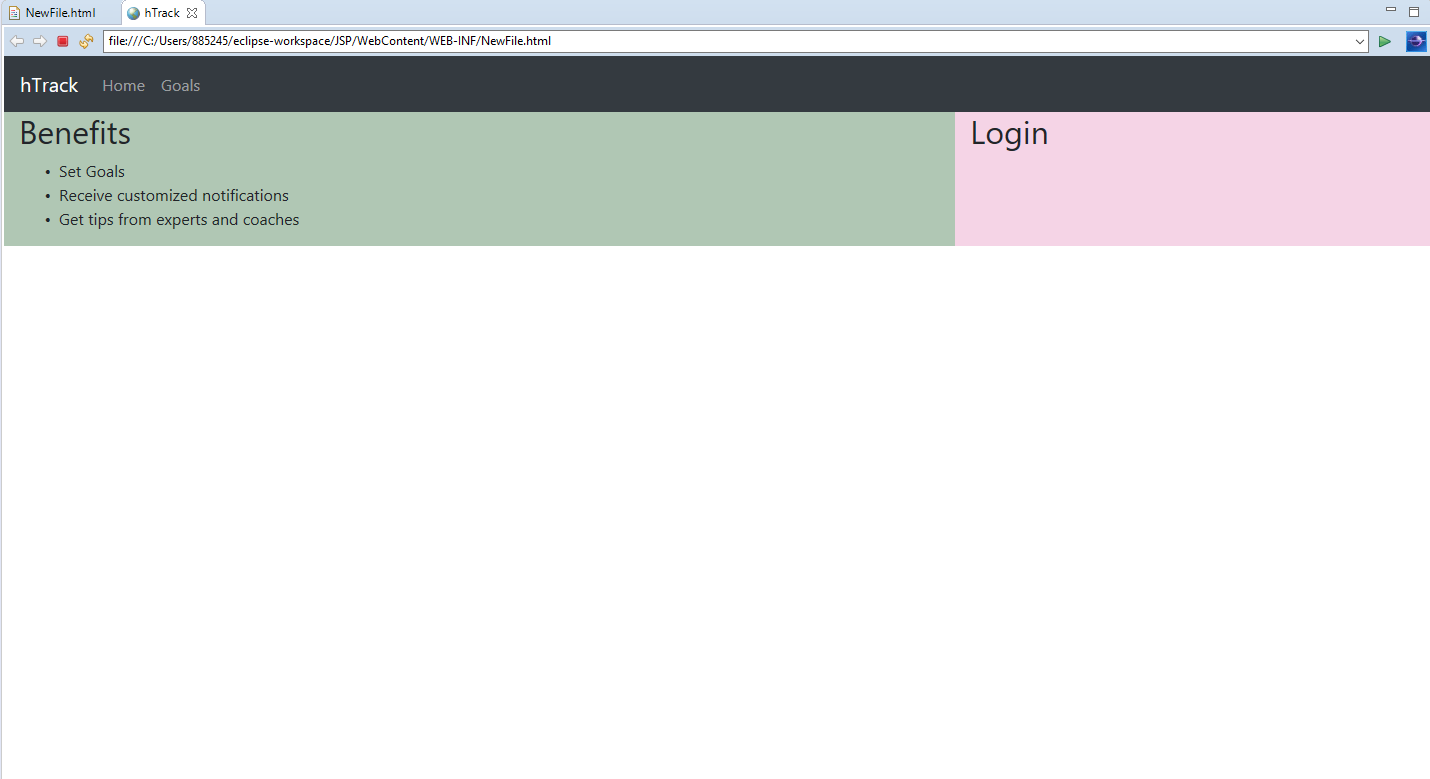 NewFile.html hTrack
file:///C:/Users/885245/eclipse-workspace/JSP/WebContent/WEB-INF/NewFile.html
hTrack Home Goals
Benefits
• Set Goals
• Receive customized notifications
• Get tips from experts and coaches
Login